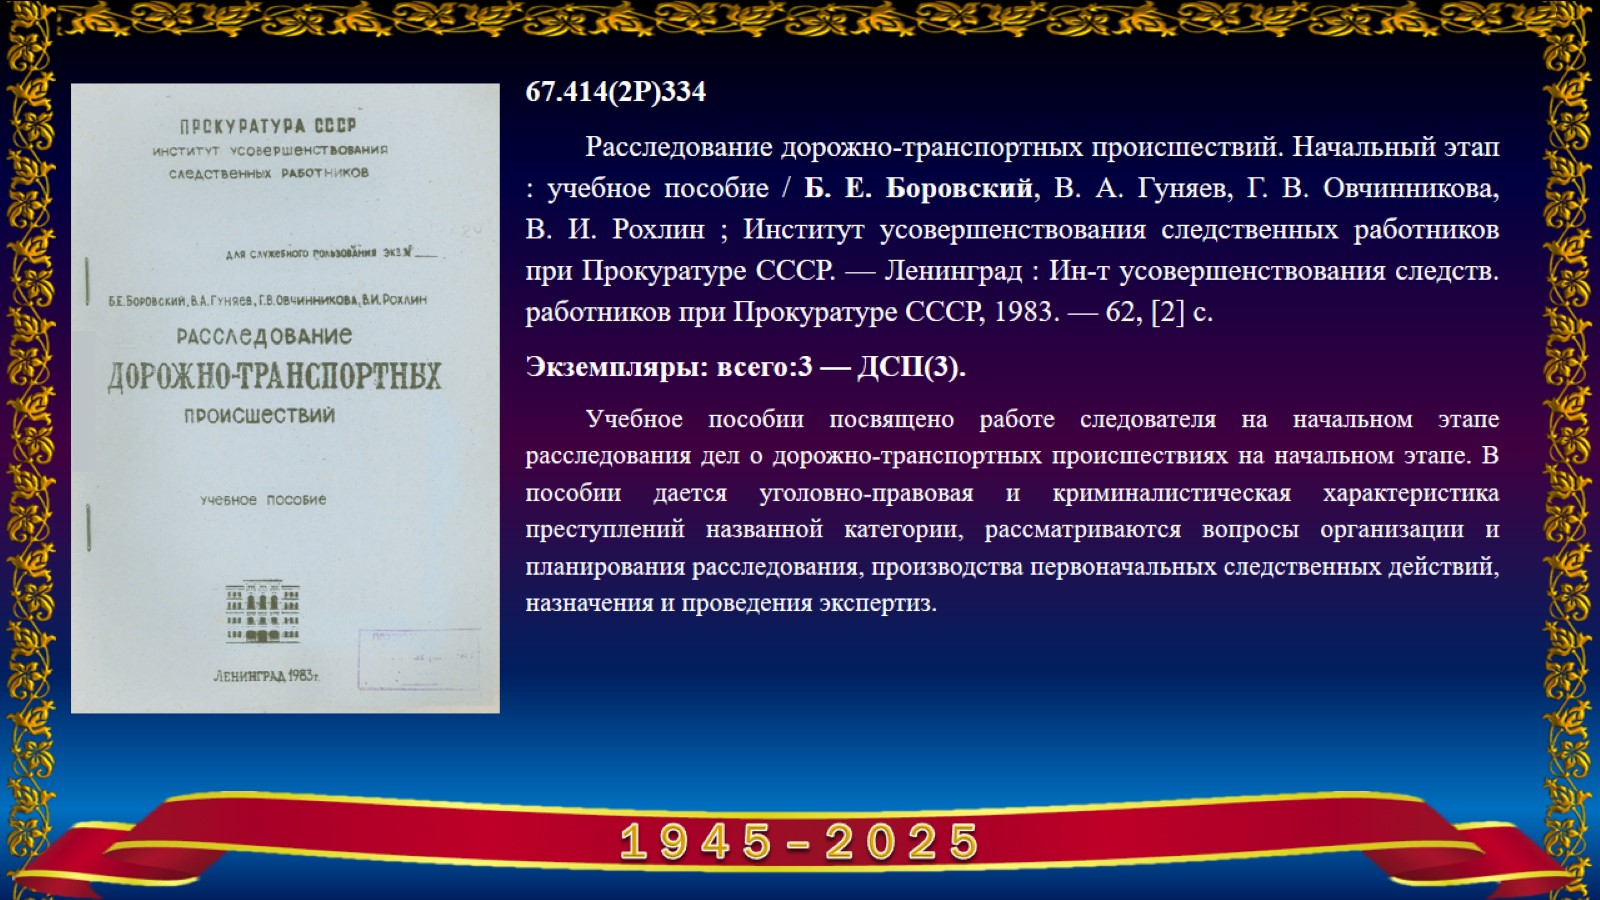 ПРОКУРАТУРА СССР
ИНСТИТУТ УСОВЕРШЕНСТВОВАНИЯ
СЛЕДСТВЕННЫХ РАБОТНИКОВ
ДЛЯ СЛУЖЕБНОГО ПОЛЬЗОВАНИЯ ЭКЗ.№
Б.Е.БОРОВСКИЙ, В.А.ГУНЯЕВ, Г.В.ОВЧИННИКОВА, В.И.РОХЛИН
РАССЛЕДОВАНИЕ
ДОРОЖНО-ТРАНСПОРТНЫХ
ПРОИСШЕСТВИЙ
УЧЕБНОЕ ПОСОБИЕ
ЛЕНИНГРАД 1983г.
67.414(2Р)334
Расследование дорожно-транспортных происшествий. Начальный этап
: учебное пособие / Б. Е. Боровский, В. А. Гуняев, Г. В. Овчинникова,
В. И. Рохлин ; Институт усовершенствования следственных работников
при Прокуратуре СССР. — Ленинград : Ин-т усовершенствования следств.
работников при Прокуратуре СССР, 1983. — 62, [2] с.
Экземпляры: всего:3 — ДСП(3).
Учебное пособии посвящено работе следователя на начальном этапе
расследования дел о дорожно-транспортных происшествиях на начальном этапе. В
пособии дается уголовно-правовая и криминалистическая характеристика
преступлений названной категории, рассматриваются вопросы организации и
планирования расследования, производства первоначальных следственных действий,
назначения и проведения экспертиз.
1945–2025